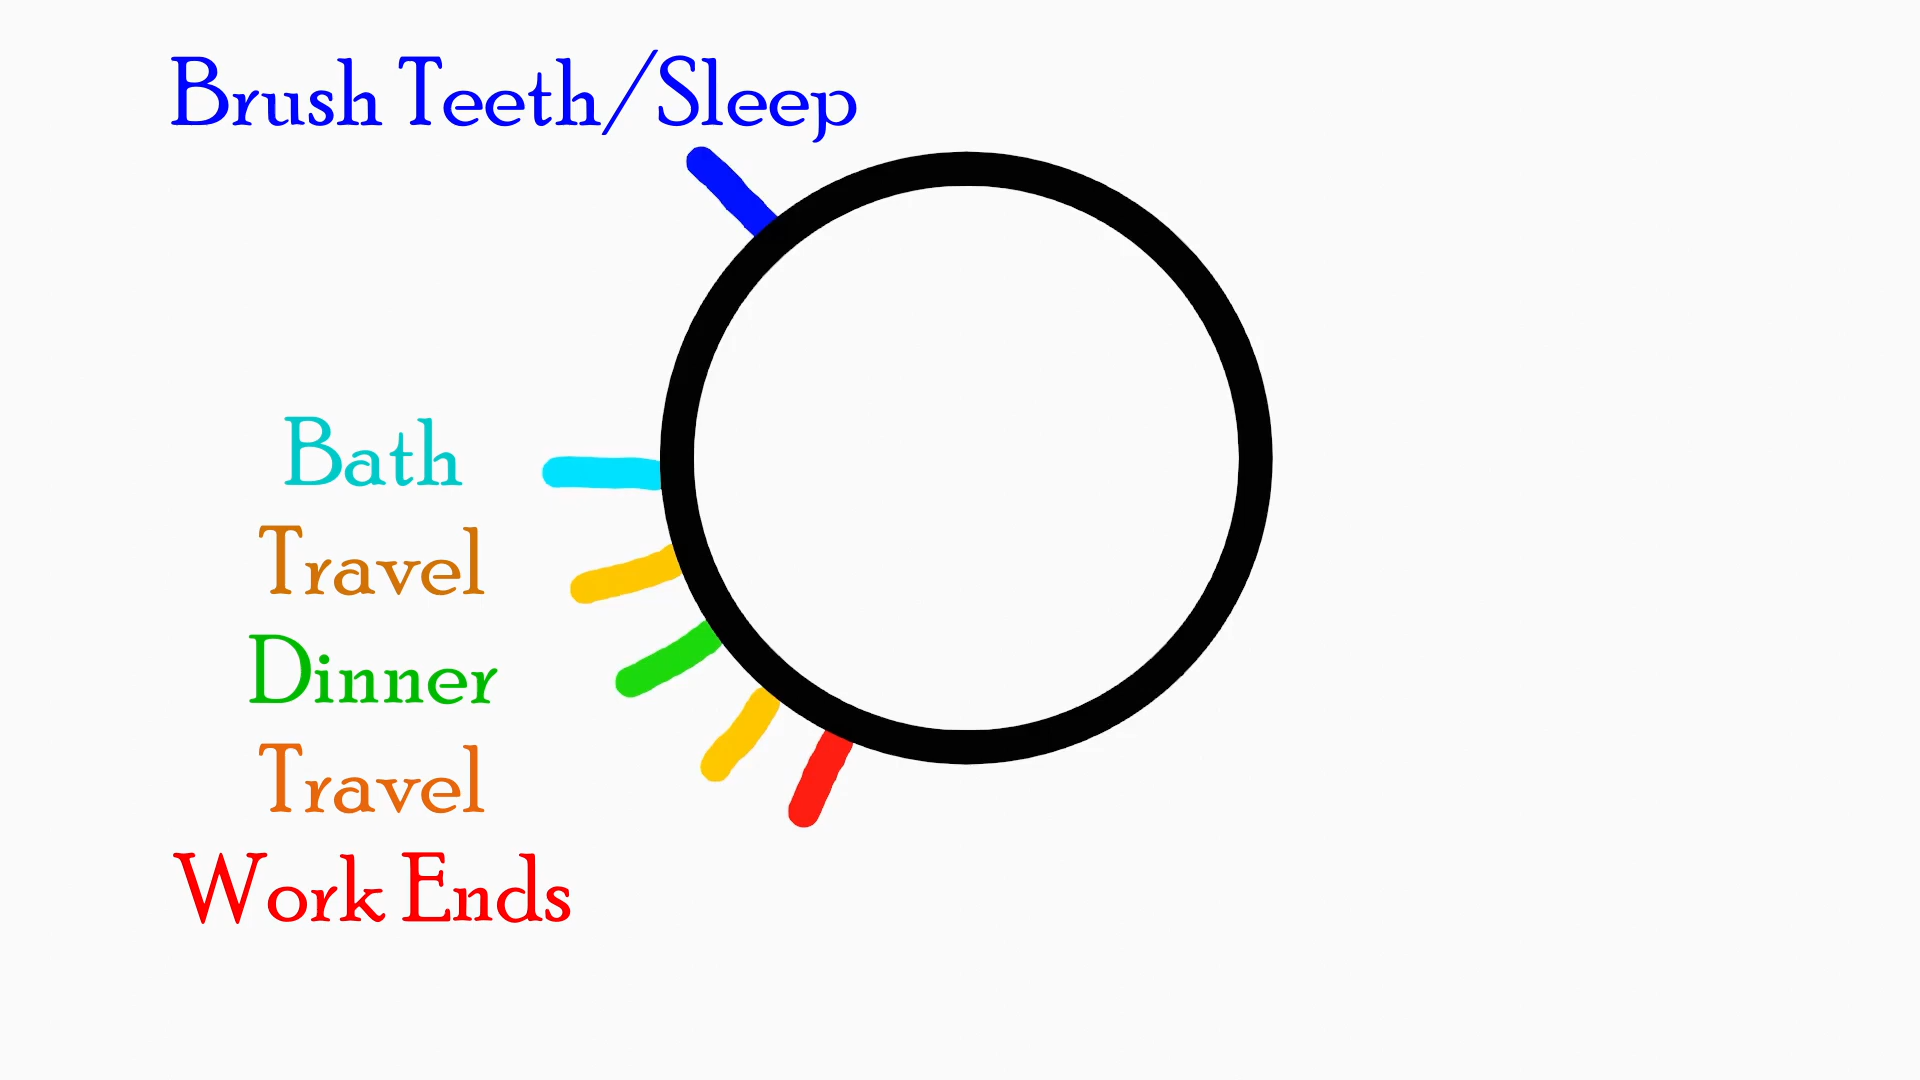 Brush Teeth/Sleep
Bath
Travel
Dinner
Travel
Work Ends